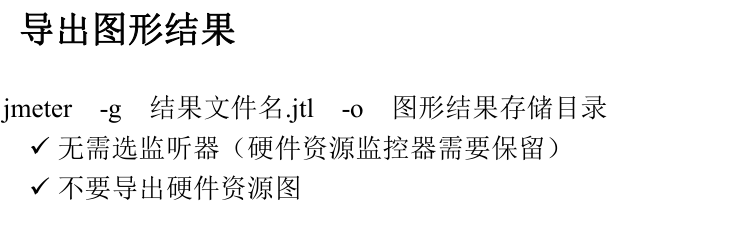 导出图形结果
jmeter -g 结果文件名.jtl -o 图形结果存储目录
✓ 无需选监听器（硬件资源监控器需要保留）
✓ 不要导出硬件资源图